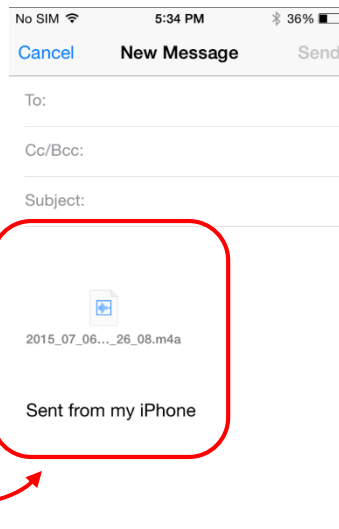 No SIM 5:34 PM 36%
Cancel New Message Send
To:
Cc/Bcc:
Subject:
2015_07_06..._26_08.m4a
Sent from my iPhone